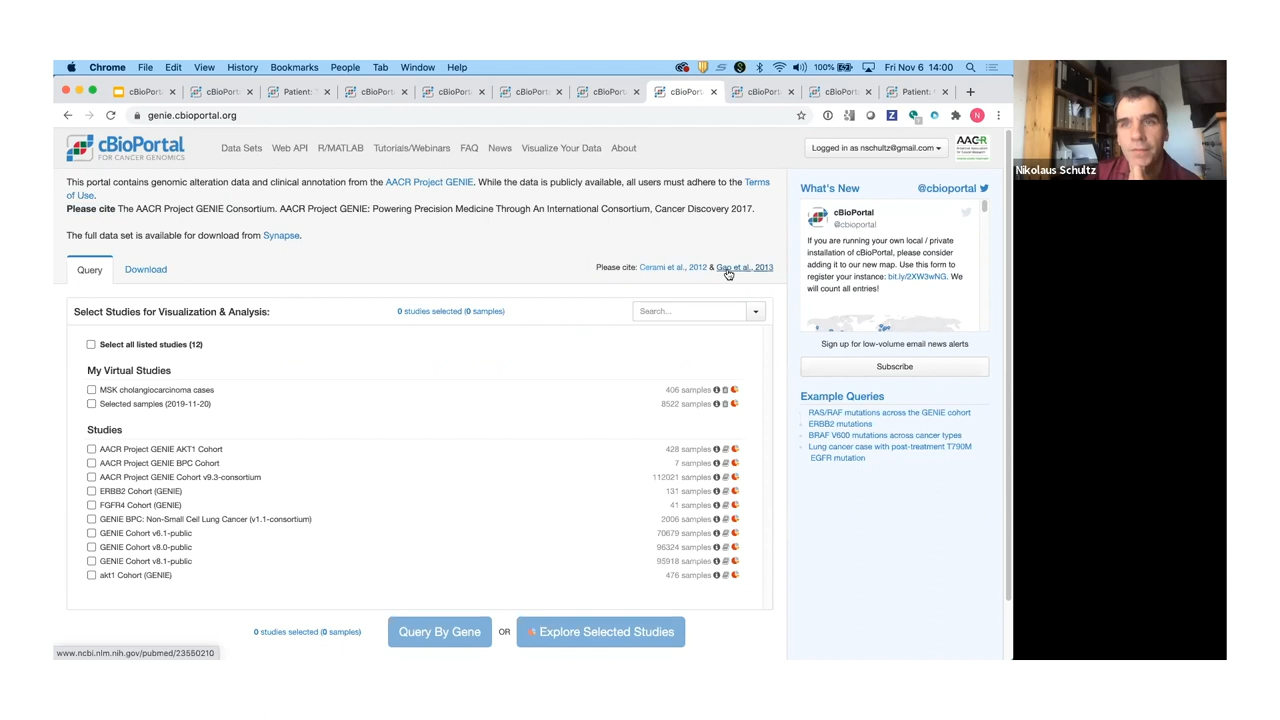 Chrome File Edit View History Bookmarks People Tab Window Help
100% Fri Nov 6 14:00
cBioPort cBioPort Patient: cBioPort cBioPort cBioPort cBioPort cBioPort cBioPort cBioPort Patient:
genie.cbioportal.org
N
cBioPortal
FOR CANCER GENOMICS
Data Sets Web API R/MATLAB Tutorials/Webinars FAQ News Visualize Your Data About
Logged in as nschultz@gmail.com
AACR
Nikolaus Schultz
This portal contains genomic alteration data and clinical annotation from the AACR Project GENIE. While the data is publicly available, all users must adhere to the Terms
of Use.
Please cite The AACR Project GENIE Consortium. AACR Project GENIE: Powering Precision Medicine Through An International Consortium, Cancer Discovery 2017.
The full data set is available for download from Synapse.
Query Download
Please cite: Cerami et al., 2012 & Gao et al., 2013
Select Studies for Visualization & Analysis:
0 studies selected (0 samples)
Search...
Select all listed studies (12)
My Virtual Studies
MSK cholangiocarcinoma cases 406 samples
Selected samples (2019-11-20) 8522 samples
Studies
AACR Project GENIE AKT1 Cohort 428 samples
AACR Project GENIE BPC Cohort 7 samples
AACR Project GENIE Cohort v9.3-consortium 112021 samples
ERBB2 Cohort (GENIE) 131 samples
FGFR4 Cohort (GENIE) 41 samples
GENIE BPC: Non-Small Ceil Lung Cancer (v1.1-consortium) 2006 samples
GENIE Cohort v6.1-public 70679 samples
GENIE Cohort v8.0-public 96324 samples
GENIE Cohort v8.1-public 95918 samples
akt1 Cohort (GENIE) 476 samples
0 studies selected (0 samples)
Query By Gene OR Explore Selected Studies
www.ncbi.nlm.nih.gov/pubmed/23550210
What's New @cbioportal
cBioPortal
@cbioportal
If you are running your own local / private
installation of cBioPortal, please consider
adding it to our new map. Use this form to
register your instance: bit.ly/2XW3wNG. We
will count all entries!
Sign up for low-volume email news alerts
Subscribe
Example Queries
RAS/RAF mutations across the GENIE cohort
ERBB2 mutations
BRAF V600 mutations across cancer types
Lung cancer case with post-treatment T790M
EGFR mutation